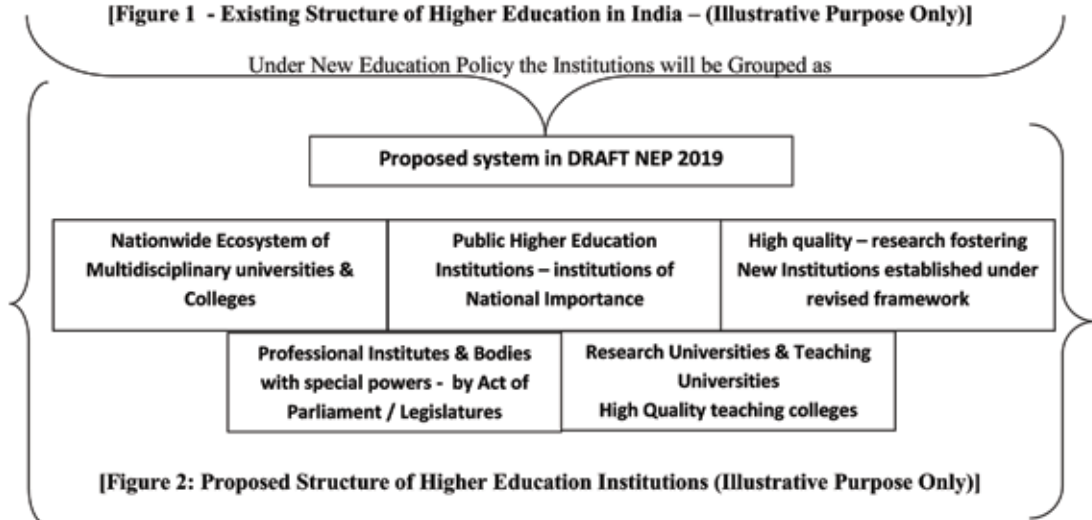 [Figure 1 - Existing Structure of Higher Education in India – (Illustrative Purpose Only)]
Under New Education Policy the Institutions will be Grouped as
Proposed system in DRAFT NEP 2019
Nationwide Ecosystem of
Multidisciplinary universities &
Colleges
Public Higher Education
Institutions – institutions of
National Importance
High quality – research fostering
New Institutions established under
revised framework
Professional Institutes & Bodies
with special powers - by Act of
Parliament / Legislatures
Research Universities & Teaching
Universities
High Quality teaching colleges
[Figure 2: Proposed Structure of Higher Education Institutions (Illustrative Purpose Only)]